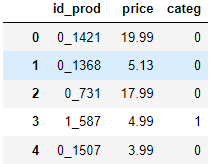 id_prod price categ
0 0_1421 19.99 0
1 0_1368 5.13 0
2 0_731 17.99 0
3 1_587 4.99 1
4 0_1507 3.99 0